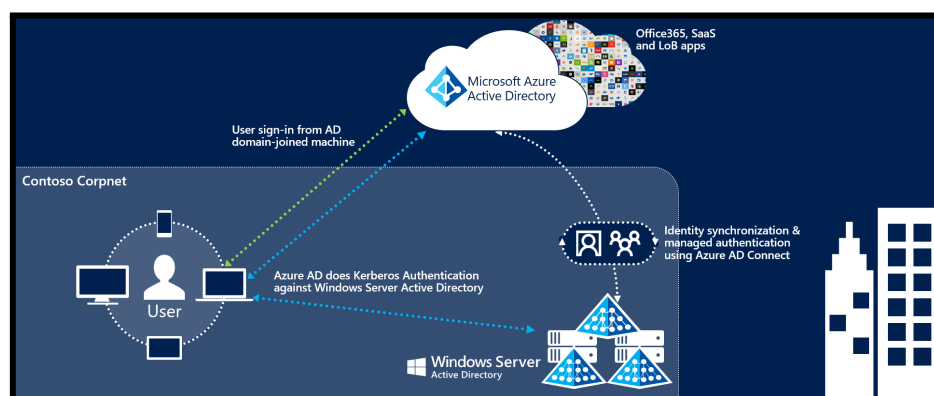 Office365, SaaS
and LoB apps
Microsoft Azure
Active Directory
User sign-in from AD
domain-joined machine
Contoso Corpnet
Identity synchronization &
managed authentication
using Azure AD Connect
Azure AD does Kerberos Authentication
against Windows Server Active Directory
User
Windows Server
Active Directory